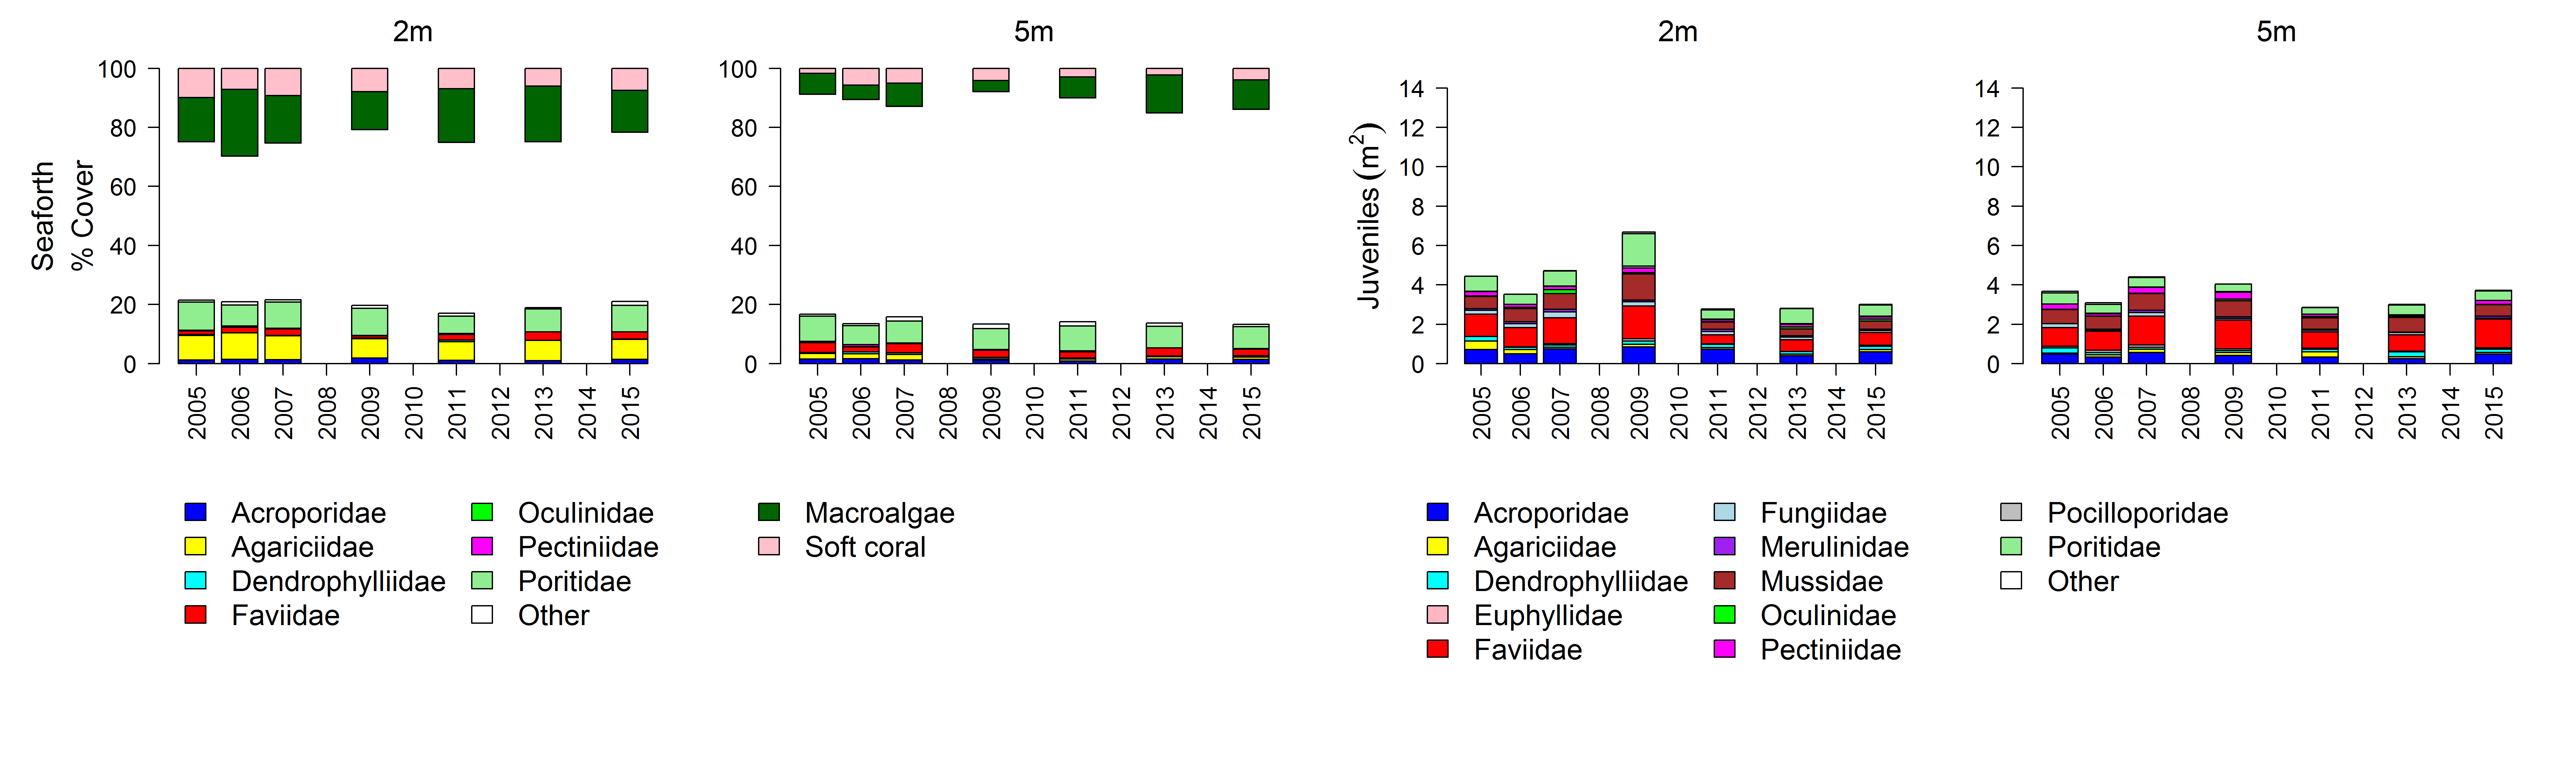 2m
5m
2m
5m
Seaforth
% Cover
100
80
60
40
20
0
2005 2006 2007 2008 2009 2010 2011 2012 2013 2014 2015
100
80
60
40
20
0
2005 2006 2007 2008 2009 2010 2011 2012 2013 2014 2015
Juveniles (m²)
14
12
10
8
6
4
2
0
2005 2006 2007 2008 2009 2010 2011 2012 2013 2014 2015
14
12
10
8
6
4
2
0
2005 2006 2007 2008 2009 2010 2011 2012 2013 2014 2015
Acroporidae
Agariciidae
Dendrophylliidae
Faviidae
Oculinidae
Pectiniidae
Poritidae
Other
Macroalgae
Soft coral
Acroporidae
Agariciidae
Dendrophylliidae
Euphyllidae
Faviidae
Fungiidae
Merulinidae
Mussidae
Oculinidae
Pectiniidae
Pocilloporidae
Poritidae
Other